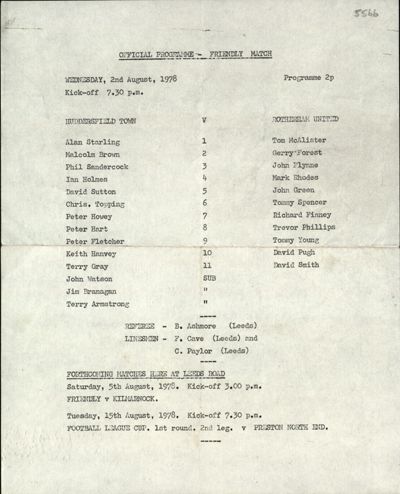 5566
OFFICIAL PROGRAMME - FRIENDLY MATCH
WEDNESDAY, 2nd August, 1978 Programme 2p
Kick-off 7.30 p.m.
HUDDERSFIELD TOWN V ROTHERHAM UNITED
Alan Starling 1 Tom McAlister
Malcolm Brown 2 Gerry Forrest
Phil Sandercock 3 John Flynne
Ian Holmes 4 Mark Rhodes
David Sutton 5 John Green
Chris. Topping 6 Tommy Spencer
Peter Hovey 7 Richard Finney
Peter Hart 8 Trevor Phillips
Peter Fletcher 9 Tommy Young
Keith Hanvey 10 David Pugh
Terry Gray 11 David Smith
John Watson SUB
Jim Branagan "
Terry Armstrong "
REFEREE - B. Ashmore (Leeds)
LINESMEN - F. Cave (Leeds) and
C. Paylor (Leeds)
FORTHCOMING MATCHES HERE AT LEEDS ROAD
Saturday, 5th August, 1978. Kick-off 3.00 p.m.
FRIENDLY v KILMARNOCK.
Tuesday, 15th August, 1978. Kick-off 7.30 p.m.
FOOTBALL LEAGUE CUP. 1st round. 2nd leg. v PRESTON NORTH END.